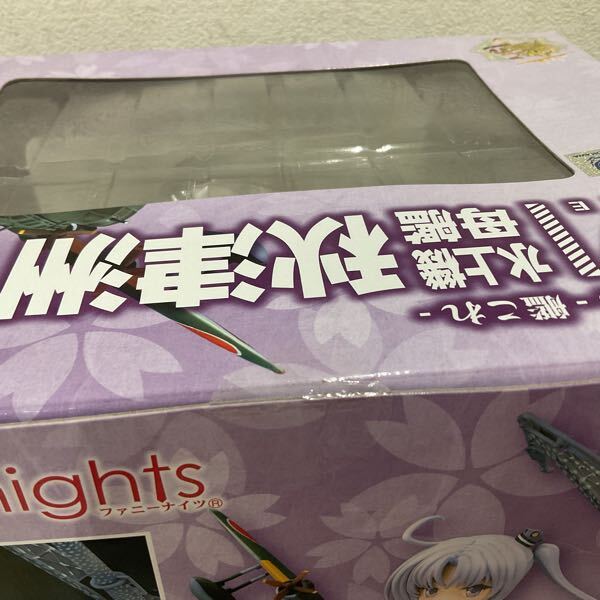 -艦これ-
水上機
母艦
秋津洲
nights
ファニーナイツⓇ